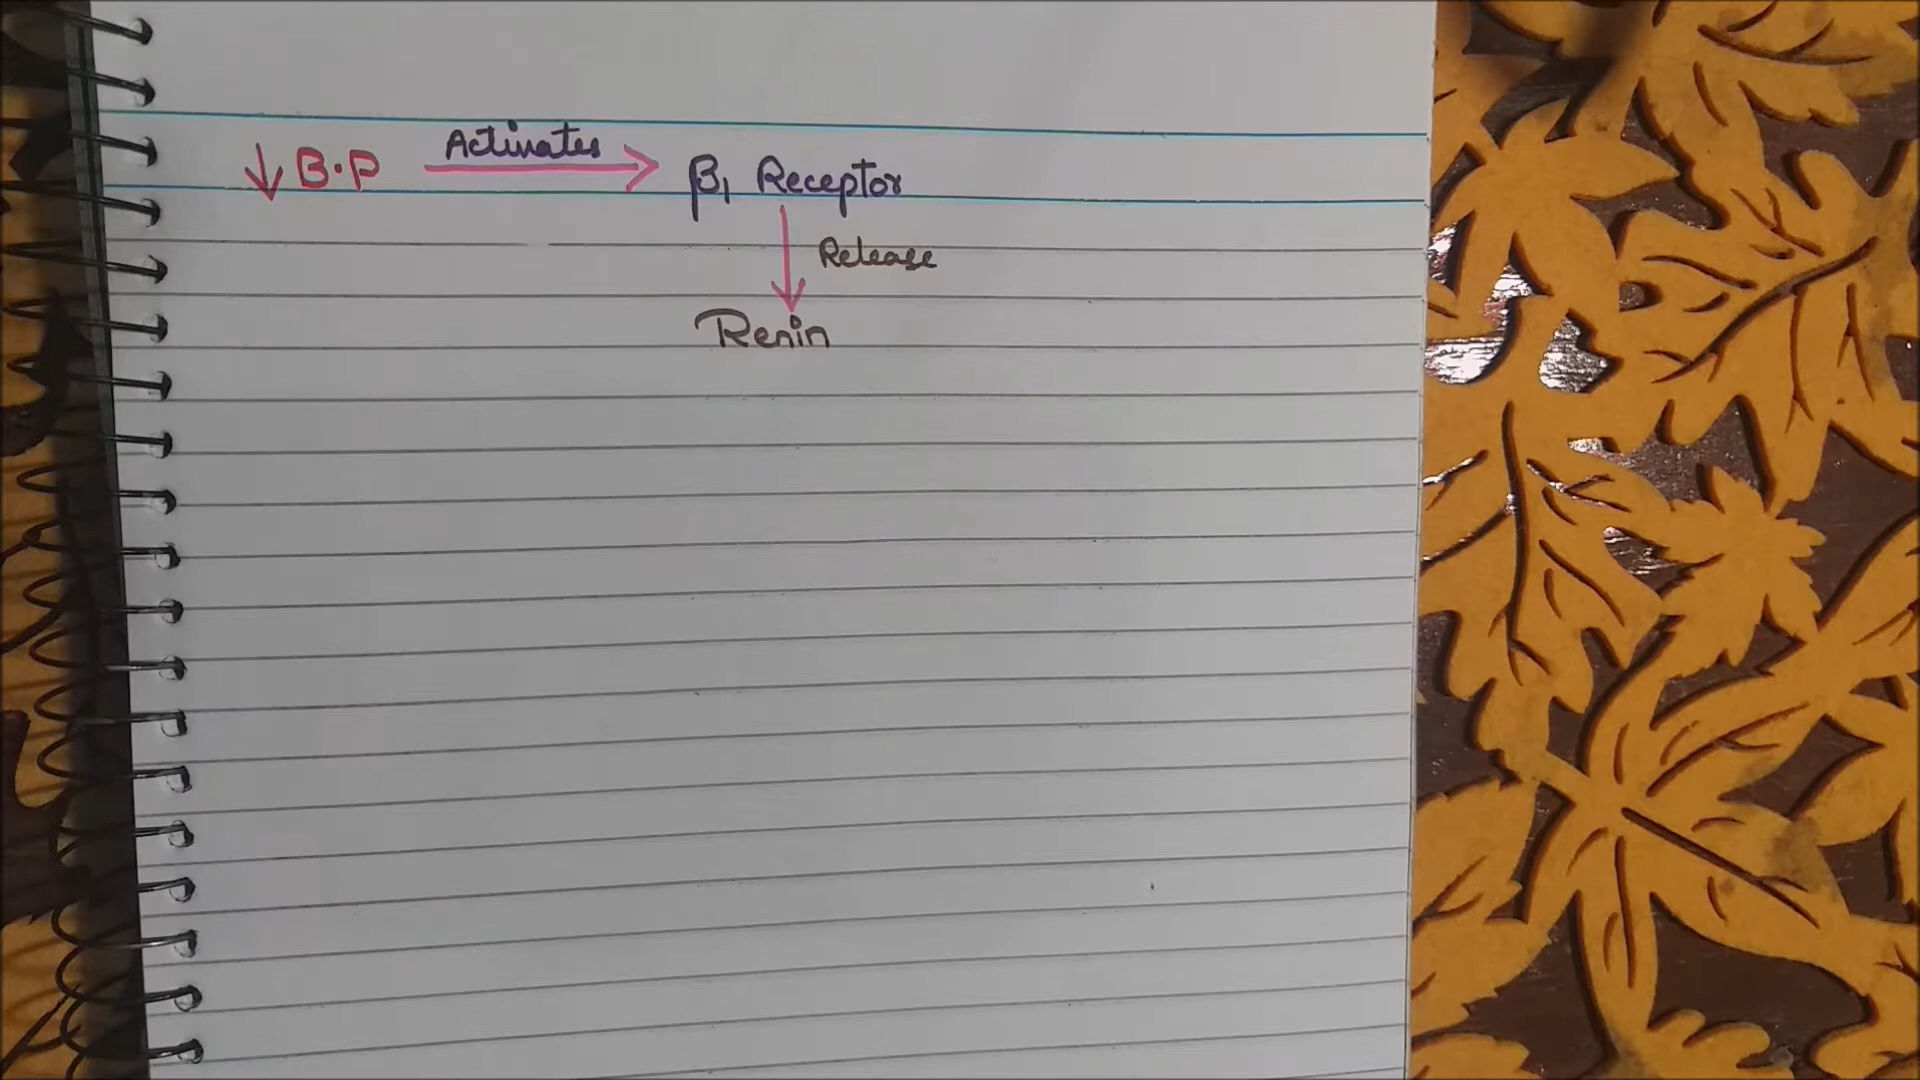 ↓ B.P Activates → β₁ Receptor
↓ Release
Renin